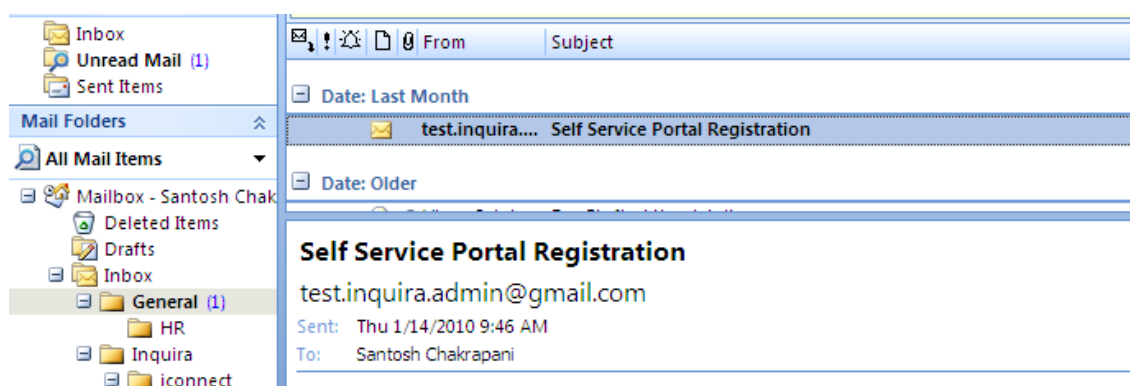 Inbox
Unread Mail (1)
Sent Items
Mail Folders
All Mail Items
Mailbox - Santosh Chak
Deleted Items
Drafts
Inbox
General (1)
HR
Inquira
iconnect
From Subject
Date: Last Month
test.inquira.... Self Service Portal Registration
Date: Older
Self Service Portal Registration
test.inquira.admin@gmail.com
Sent: Thu 1/14/2010 9:46 AM
To: Santosh Chakrapani